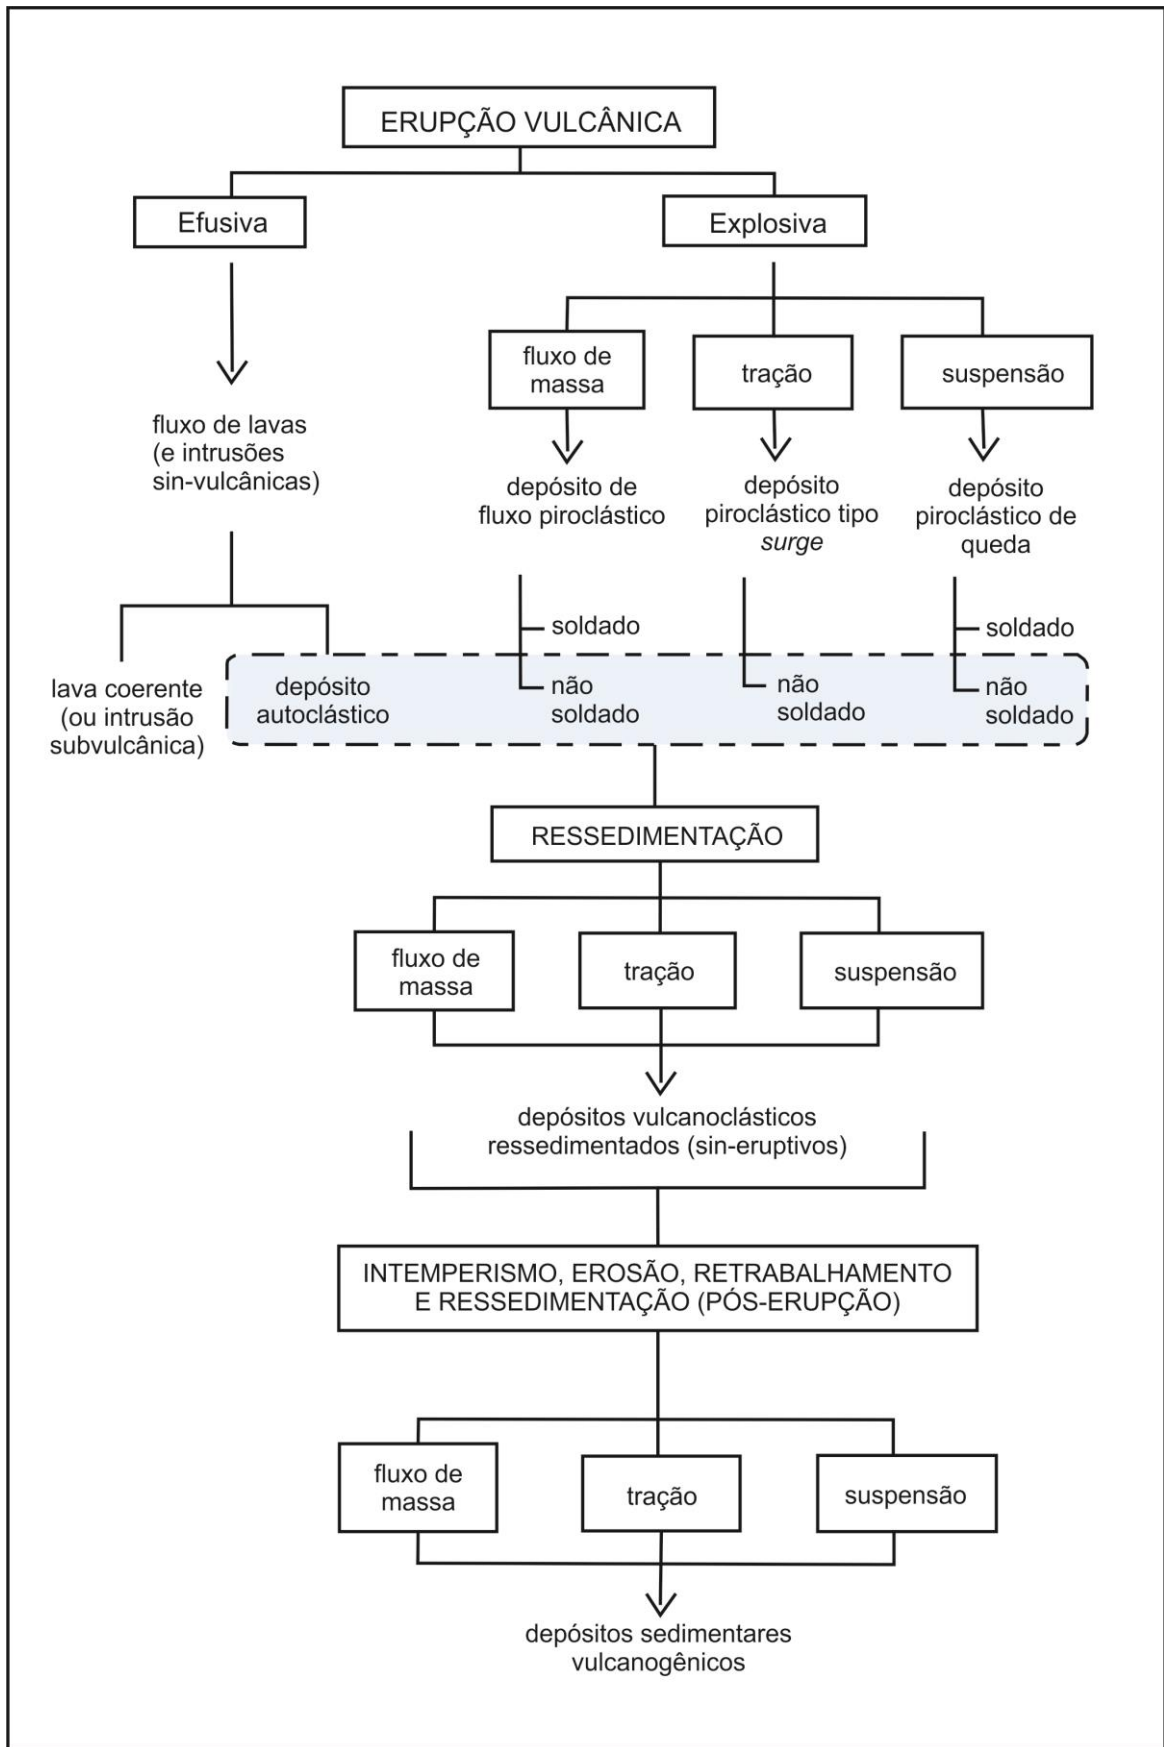 ERUPÇÃO VULCÂNICA
Efusiva
Explosiva
fluxo de
massa
tração
suspensão
fluxo de lavas
(e intrusões
sin-vulcânicas)
depósito de
fluxo piroclástico
depósito
piroclástico tipo
surge
depósito
piroclástico de
queda
soldado
soldado
lava coerente
(ou intrusão
subvulcânica)
depósito
autoclástico
não
soldado
não
soldado
não
soldado
RESSEDIMENTAÇÃO
fluxo de
massa
tração
suspensão
depósitos vulcanoclásticos
ressedimentados (sin-eruptivos)
INTEMPERISMO, EROSÃO, RETRABALHAMENTO
E RESSEDIMENTAÇÃO (PÓS-ERUPÇÃO)
fluxo de
massa
tração
suspensão
depósitos sedimentares
vulcanogênicos